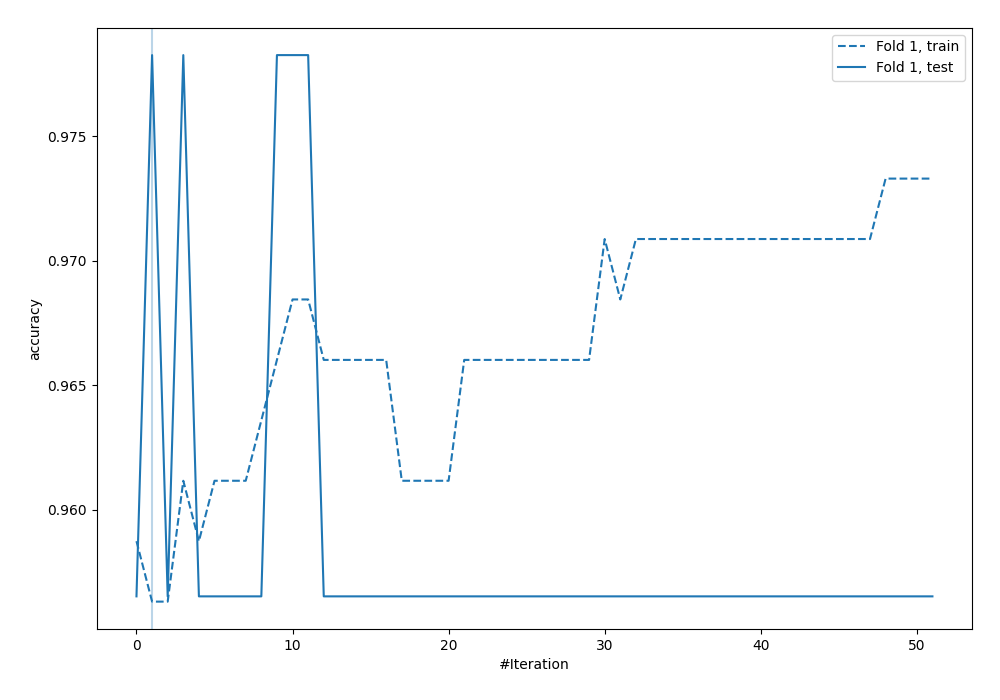 Fold 1, train
Fold 1, test
0.975
0.970
0.965
0.960
accuracy
0 10 20 30 40 50
#Iteration